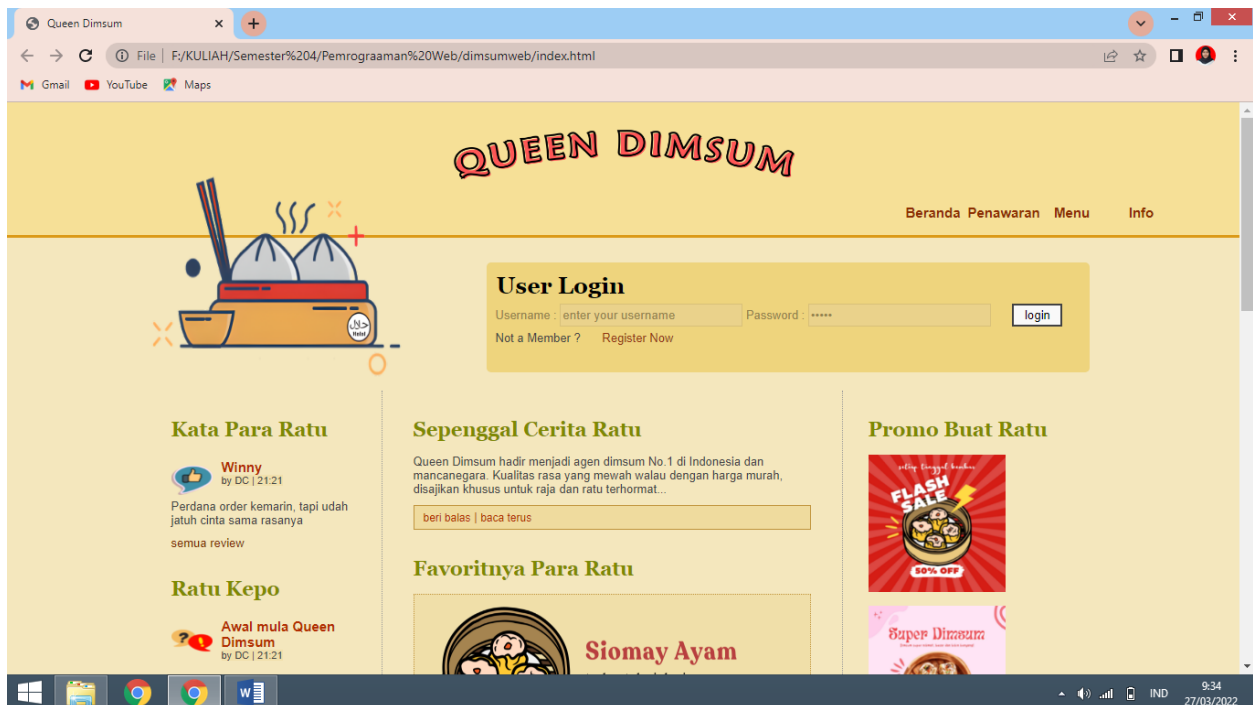 Queen Dimsum
File | F:/KULIAH/Semester%204/Pemrograaman%20Web/dimsumweb/index.html
Gmail YouTube Maps
QUEEN DIMSUM
Beranda Penawaran Menu Info
حلال
Halal
User Login
Username : enter your username Password : •••••
login
Not a Member ? Register Now
Kata Para Ratu
Winny
by DC | 21:21
Perdana order kemarin, tapi udah
jatuh cinta sama rasanya
semua review
Ratu Kepo
Awal mula Queen
Dimsum
by DC | 21:21
Sepenggal Cerita Ratu
Queen Dimsum hadir menjadi agen dimsum No.1 di Indonesia dan
mancanegara. Kualitas rasa yang mewah walau dengan harga murah,
disajikan khusus untuk raja dan ratu terhormat...
beri balas | baca terus
Favoritnya Para Ratu
Siomay Ayam
Promo Buat Ratu
setiap tanggal kembar
FLASH
SALE
50% OFF
Super Dimsum
W
IND
9:34
27/03/2022